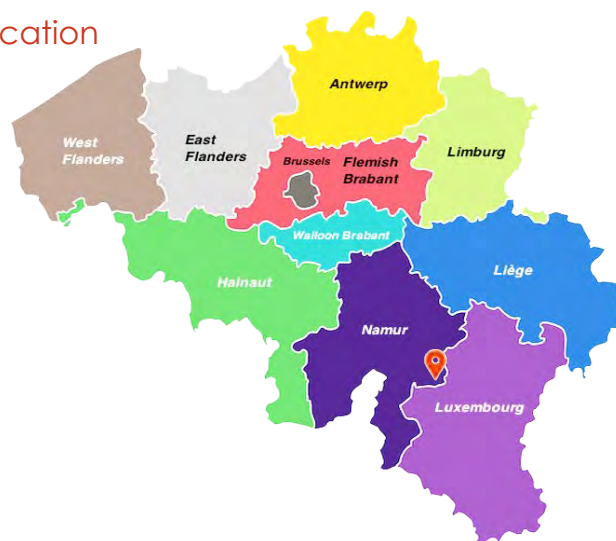 cation
Antwerp
West
Flanders
East
Flanders
Brussels
Flemish
Brabant
Limburg
Walloon Brabant
Hainaut
Liège
Namur
Luxembourg